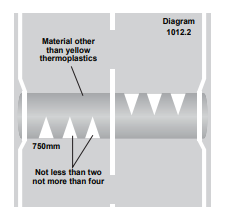 Diagram
1012.2
Material other
than yellow
thermoplastics
750mm
Not less than two
not more than four